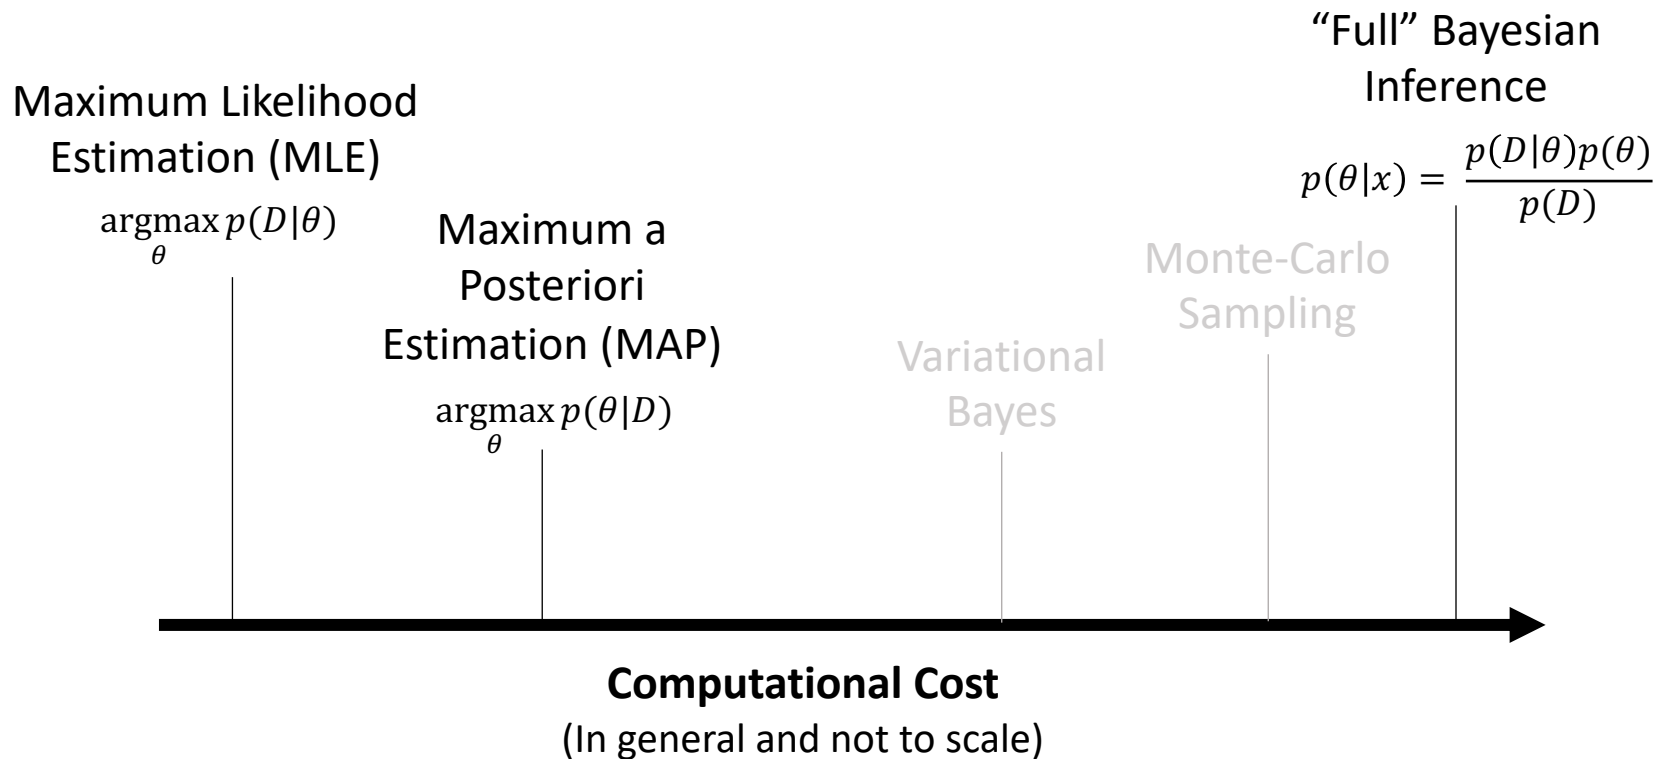 Maximum Likelihood
Estimation (MLE)
argmax p(D|θ)
θ
Maximum a
Posteriori
Estimation (MAP)
argmax p(θ|D)
θ
Variational
Bayes
Monte-Carlo
Sampling
“Full” Bayesian
Inference
p(θ|x) = p(D|θ)p(θ)
p(D)
Computational Cost
(In general and not to scale)